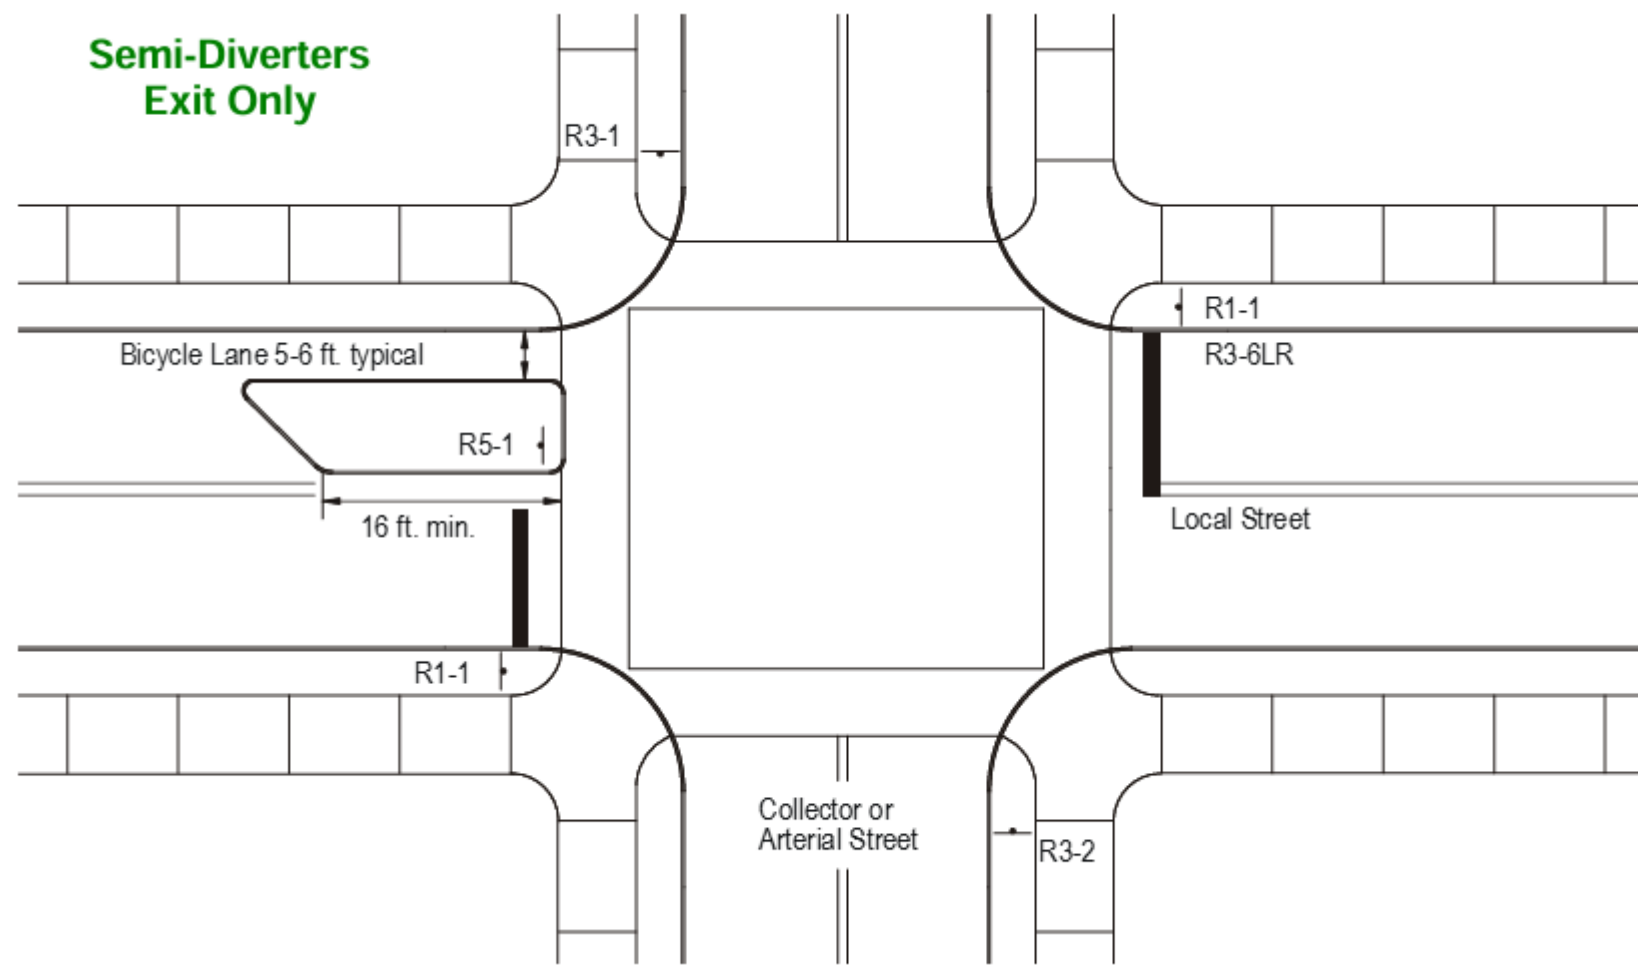 Semi-Diverters
Exit Only
R3-1
R1-1
Bicycle Lane 5-6 ft. typical
R3-6LR
R5-1
16 ft. min.
Local Street
R1-1
Collector or
Arterial Street
R3-2